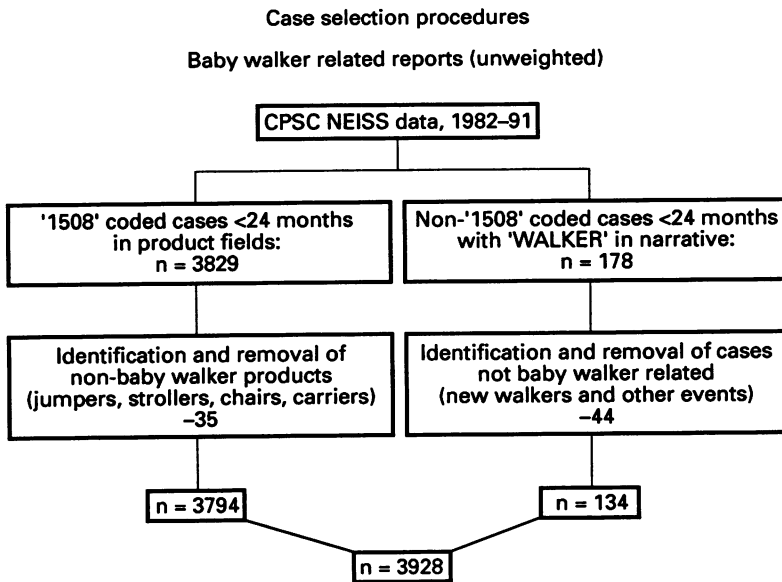 Case selection procedures
Baby walker related reports (unweighted)
CPSC NEISS data, 1982–91
'1508' coded cases <24 months
in product fields:
n = 3829
Non-'1508' coded cases <24 months
with 'WALKER' in narrative:
n = 178
Identification and removal of
non-baby walker products
(jumpers, strollers, chairs, carriers)
–35
Identification and removal of cases
not baby walker related
(new walkers and other events)
–44
n = 3794
n = 134
n = 3928